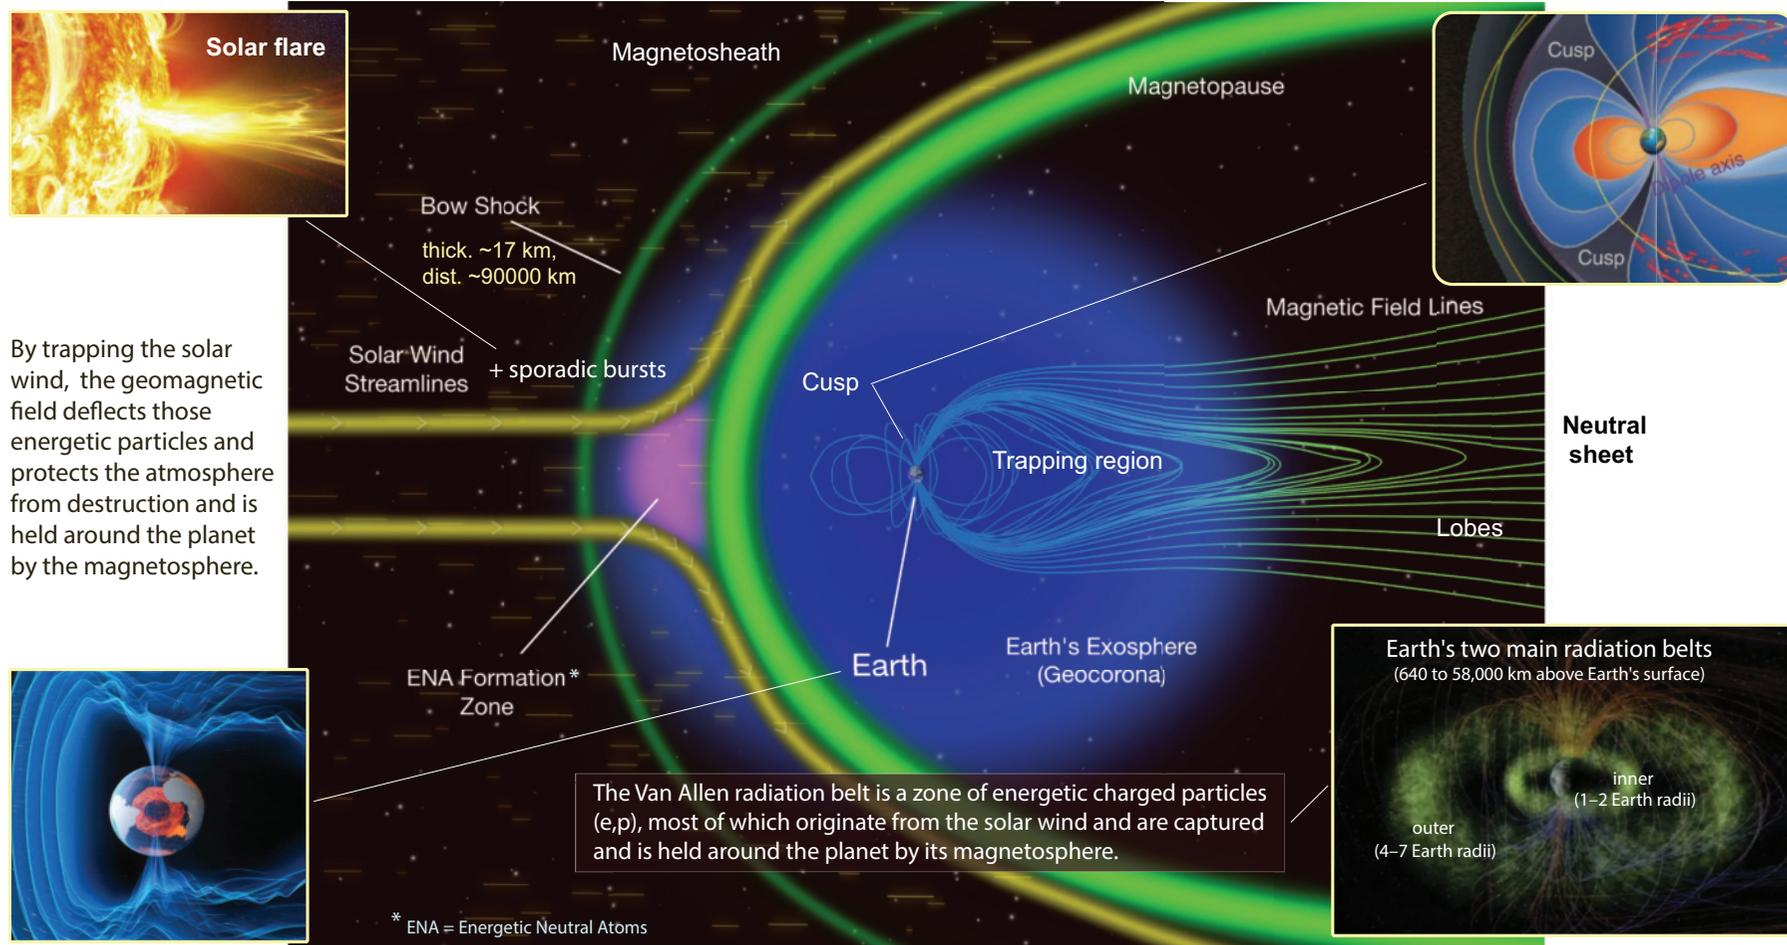 Solar flare
Magnetosheath
Magnetopause
Cusp
Dipole axis
Cusp
Bow Shock
thick. ~17 km,
dist. ~90000 km
Magnetic Field Lines
By trapping the solar
wind, the geomagnetic
field deflects those
energetic particles and
protects the atmosphere
from destruction and is
held around the planet
by the magnetosphere.
Solar Wind
Streamlines
+ sporadic bursts
Cusp
Trapping region
Neutral
sheet
Lobes
Earth
Earth's Exosphere
(Geocorona)
ENA Formation*
Zone
Earth's two main radiation belts
(640 to 58,000 km above Earth's surface)
inner
(1–2 Earth radii)
outer
(4–7 Earth radii)
The Van Allen radiation belt is a zone of energetic charged particles
(e,p), most of which originate from the solar wind and are captured
and is held around the planet by its magnetosphere.
* ENA = Energetic Neutral Atoms